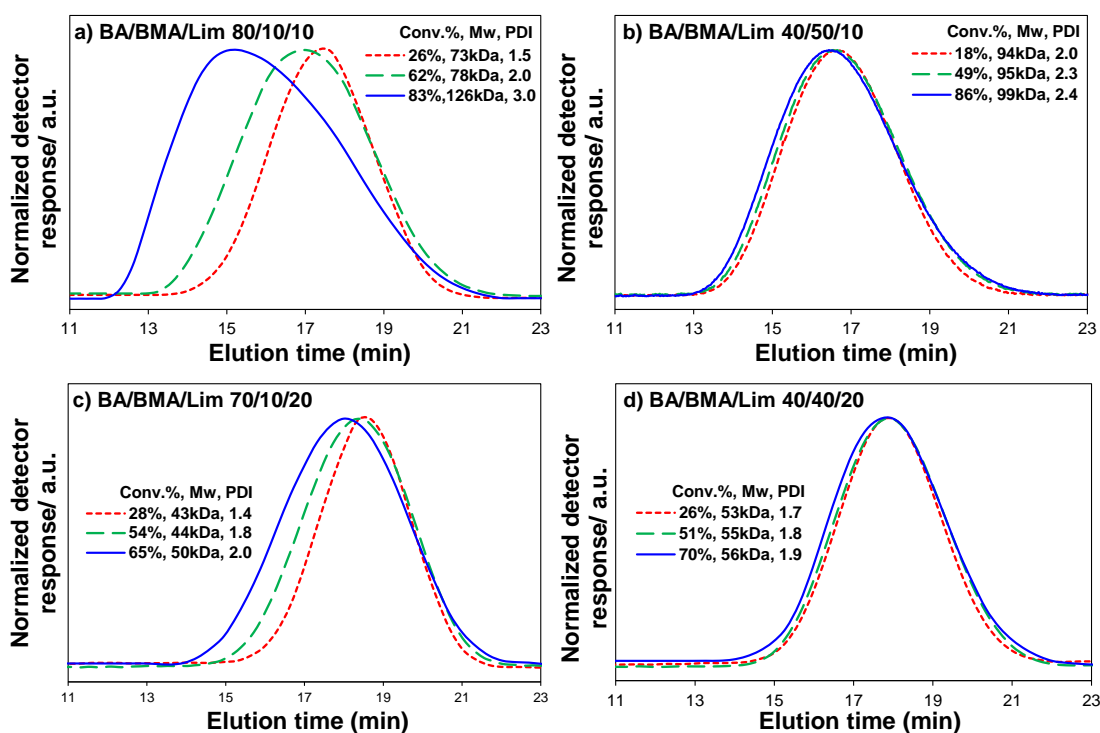 a) BA/BMA/Lim 80/10/10
Conv.%, Mw, PDI
26%, 73kDa, 1.5
62%, 78kDa, 2.0
83%,126kDa, 3.0
Normalized detector
response/ a.u.
11 13 15 17 19 21 23
Elution time (min)
b) BA/BMA/Lim 40/50/10
Conv.%, Mw, PDI
18%, 94kDa, 2.0
49%, 95kDa, 2.3
86%, 99kDa, 2.4
Normalized detector
response/ a.u.
11 13 15 17 19 21 23
Elution time (min)
c) BA/BMA/Lim 70/10/20
Conv.%, Mw, PDI
28%, 43kDa, 1.4
54%, 44kDa, 1.8
65%, 50kDa, 2.0
Normalized detector
response/ a.u.
11 13 15 17 19 21 23
Elution time (min)
d) BA/BMA/Lim 40/40/20
Conv.%, Mw, PDI
26%, 53kDa, 1.7
51%, 55kDa, 1.8
70%, 56kDa, 1.9
Normalized detector
response/ a.u.
11 13 15 17 19 21 23
Elution time (min)